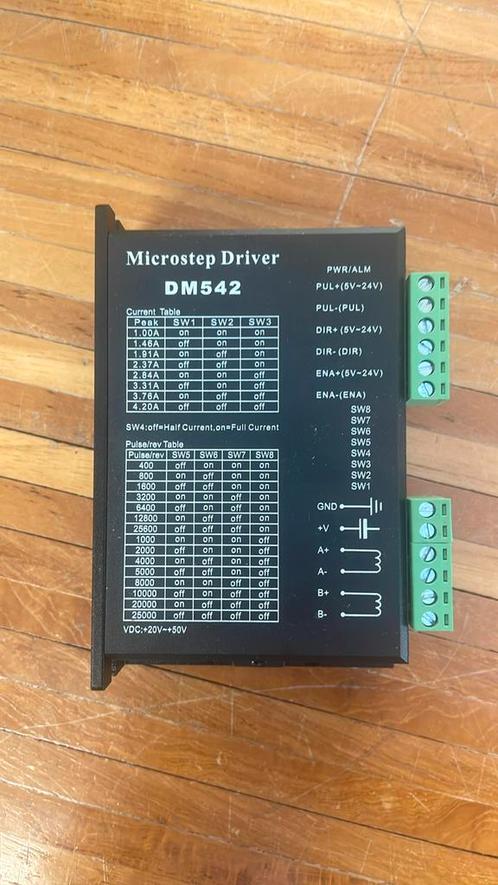 Microstep Driver
DM542
Current Table
Peak SW1 SW2 SW3
1.00A on on on
1.46A off on on
1.91A on off on
2.37A off off on
2.84A on on off
3.31A off on off
3.76A on off off
4.20A off off off
SW4:off=Half Current,on=Full Current
Pulse/rev Table
Pulse/rev SW5 SW6 SW7 SW8
400 off on on on
800 on off on on
1600 off off on on
3200 on on off on
6400 off on off on
12800 on off off on
25600 off off off on
1000 on on on off
2000 off on on off
4000 on off on off
5000 off off on off
8000 on on off off
10000 off on off off
20000 on off off off
25000 off off off off
VDC:+20V~+50V
PWR/ALM
PUL+(5V~24V)
PUL-(PUL)
DIR+(5V~24V)
DIR-(DIR)
ENA+(5V~24V)
ENA-(ENA)
SW8
SW7
SW6
SW5
SW4
SW3
SW2
SW1
GND
+V
A+
A-
B+
B-